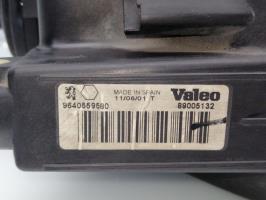 MADE IN SPAIN
11/06/01 T
Valeo
9640559580
89005132